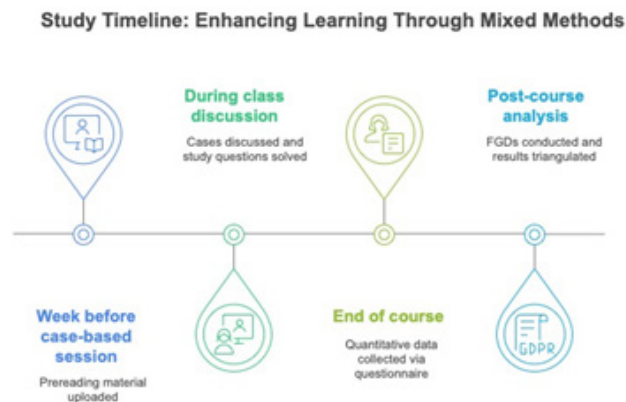 Study Timeline: Enhancing Learning Through Mixed Methods
During class
discussion
Cases discussed and
study questions solved
Post-course
analysis
FGDs conducted and
results triangulated
Week before
case-based
session
Prereading material
uploaded
End of course
Quantitative data
collected via
questionnaire
GDPR